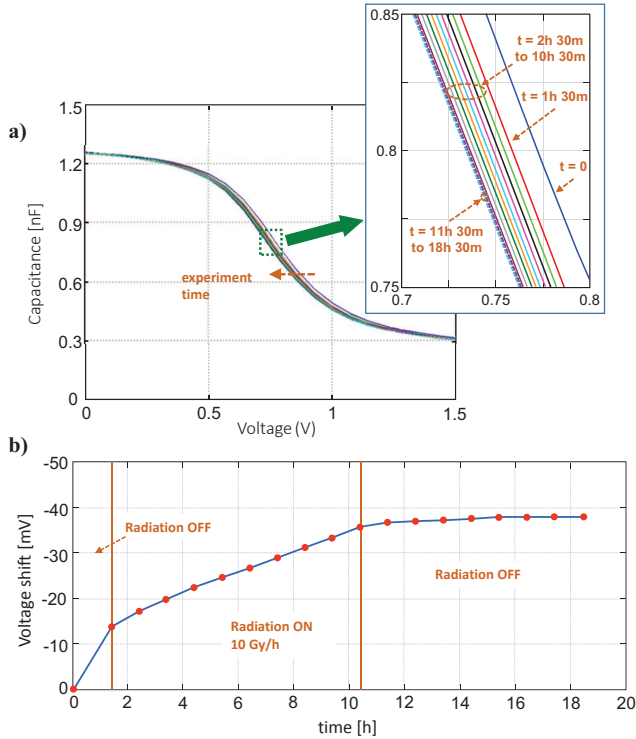 a)
Capacitance [nF]
1.5
1.2
0.9
0.6
0.3
0
0
0.5
1
1.5
Voltage (V)
experiment
time
0.85
0.8
0.75
0.7
0.75
0.8
t = 2h 30m
to 10h 30m
t = 1h 30m
t = 0
t = 11h 30m
to 18h 30m
b)
Voltage shift [mV]
-50
-40
-30
-20
-10
0
0
2
4
6
8
10
12
14
16
18
20
time [h]
Radiation OFF
Radiation ON
10 Gy/h
Radiation OFF